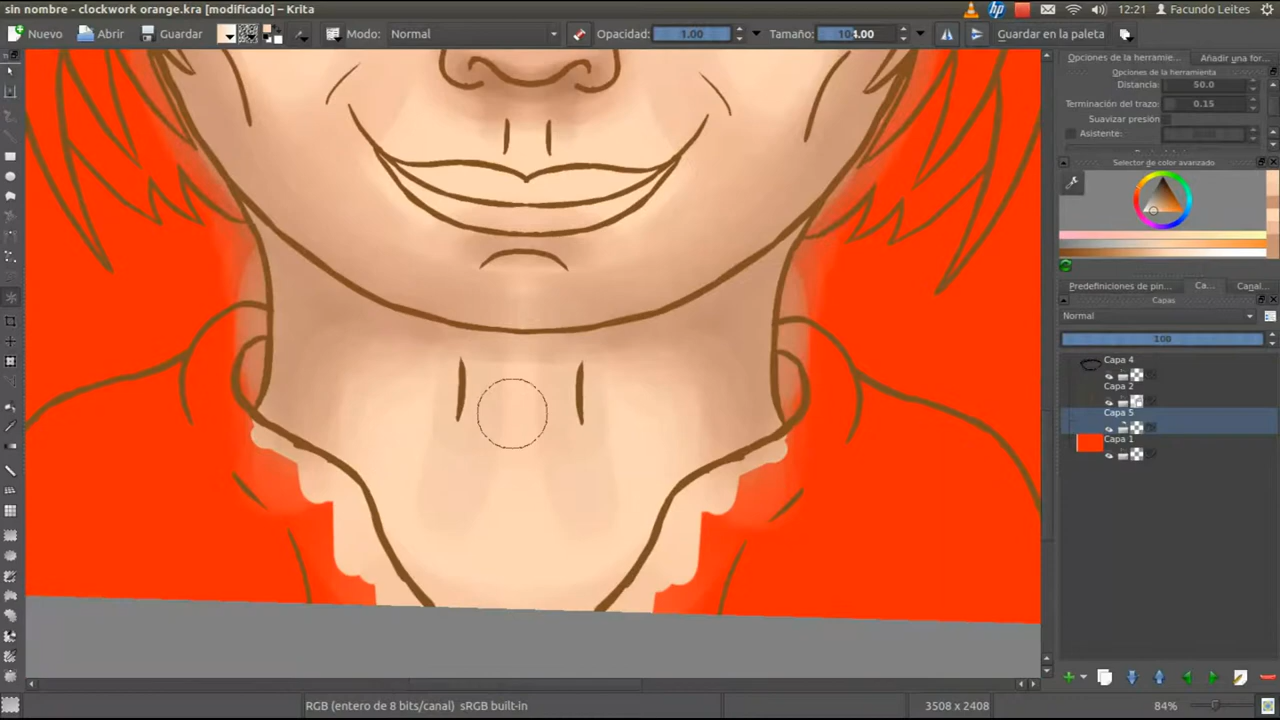 sin nombre - clockwork orange.kra [modificado] - Krita
12:21
Facundo Leites
Nuevo
Abrir
Guardar
Modo:
Normal
Opacidad:
1.00
Tamaño:
104.00
Guardar en la paleta
Opciones de la herramie...
Añadir una for...
Opciones de la herramienta
Distancia:
50.0
Terminación del trazo:
0.15
Suavizar presión
Asistente:
Selector de color avanzado
Predefiniciones de pin...
Ca...
Canal...
Capas
Normal
100
Capa 4
Capa 2
Capa 5
Capa 1
RGB (entero de 8 bits/canal) sRGB built-in
3508 x 2408
84%